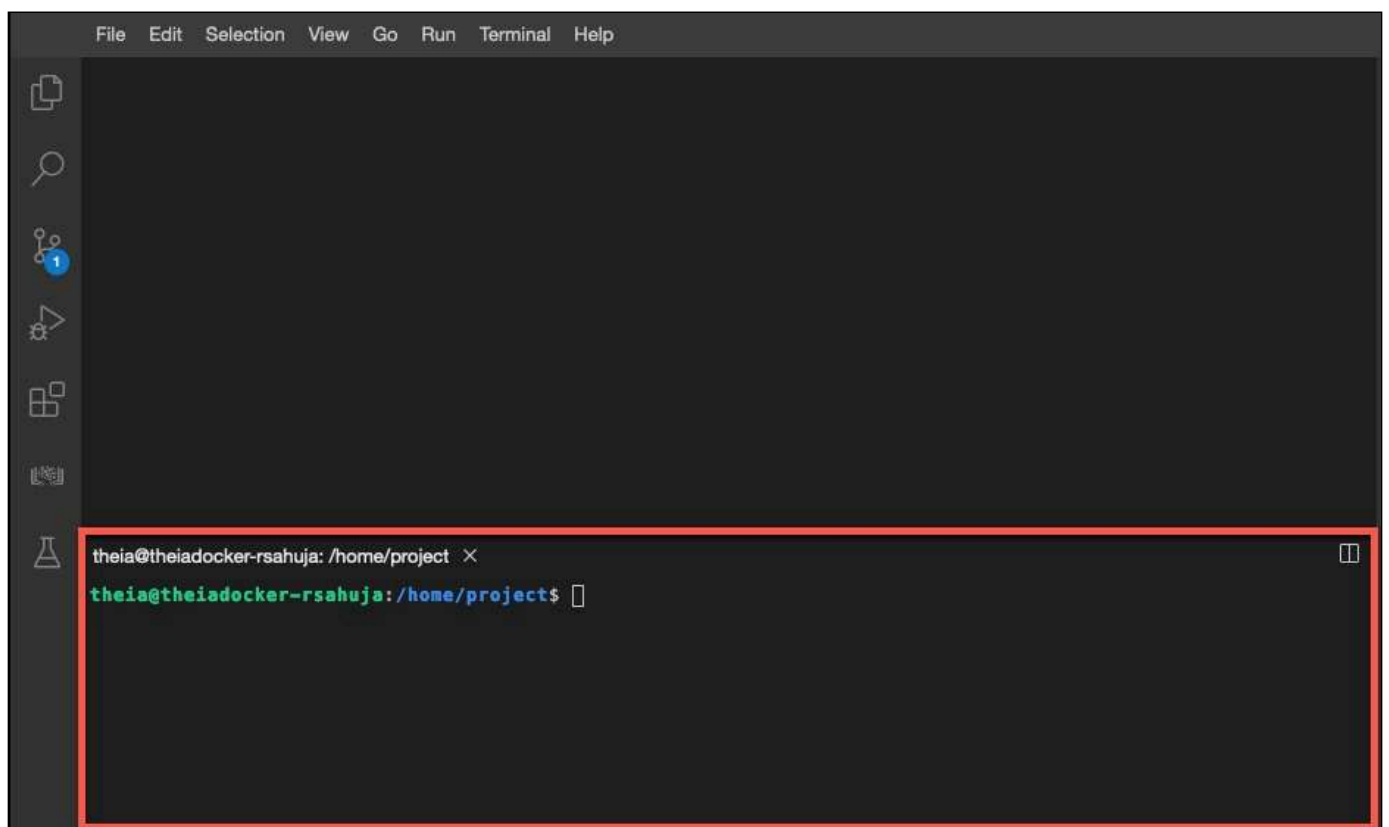 File Edit Selection View Go Run Terminal Help
1
theia@theiadocker-rsahuja: /home/project ×
theia@theiadocker-rsahuja:/home/project$